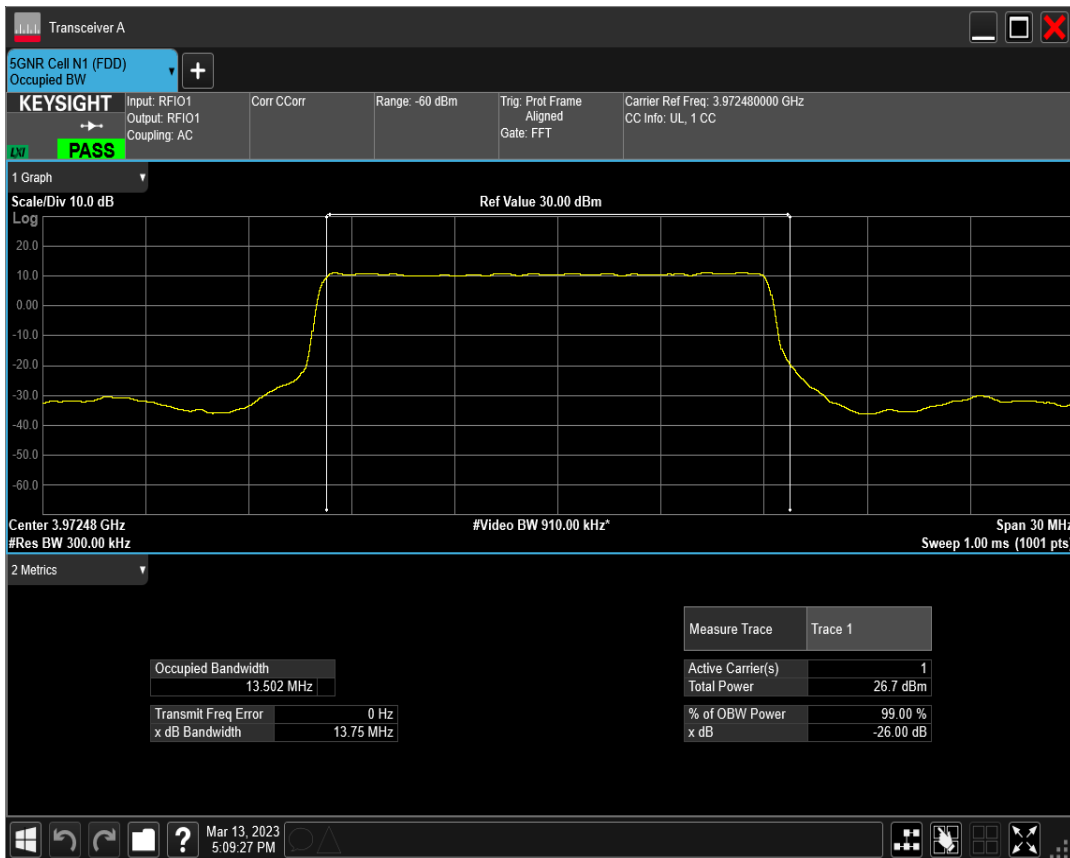 Transceiver A
5GNR Cell N1 (FDD)
Occupied BW
+
KEYSIGHT
LXI
PASS
Input: RFIO1
Output: RFIO1
Coupling: AC
Corr CCorr
Range: -60 dBm
Trig: Prot Frame
Aligned
Gate: FFT
Carrier Ref Freq: 3.972480000 GHz
CC Info: UL, 1 CC
1 Graph
Scale/Div 10.0 dB
Ref Value 30.00 dBm
Log
20.0
10.0
0.00
-10.0
-20.0
-30.0
-40.0
-50.0
-60.0
Center 3.97248 GHz
#Video BW 910.00 kHz*
Span 30 MHz
#Res BW 300.00 kHz
Sweep 1.00 ms (1001 pts)
2 Metrics
Measure Trace Trace 1
Occupied Bandwidth
13.502 MHz
Active Carrier(s) 1
Total Power 26.7 dBm
Transmit Freq Error 0 Hz
x dB Bandwidth 13.75 MHz
% of OBW Power 99.00 %
x dB -26.00 dB
?
Mar 13, 2023
5:09:27 PM